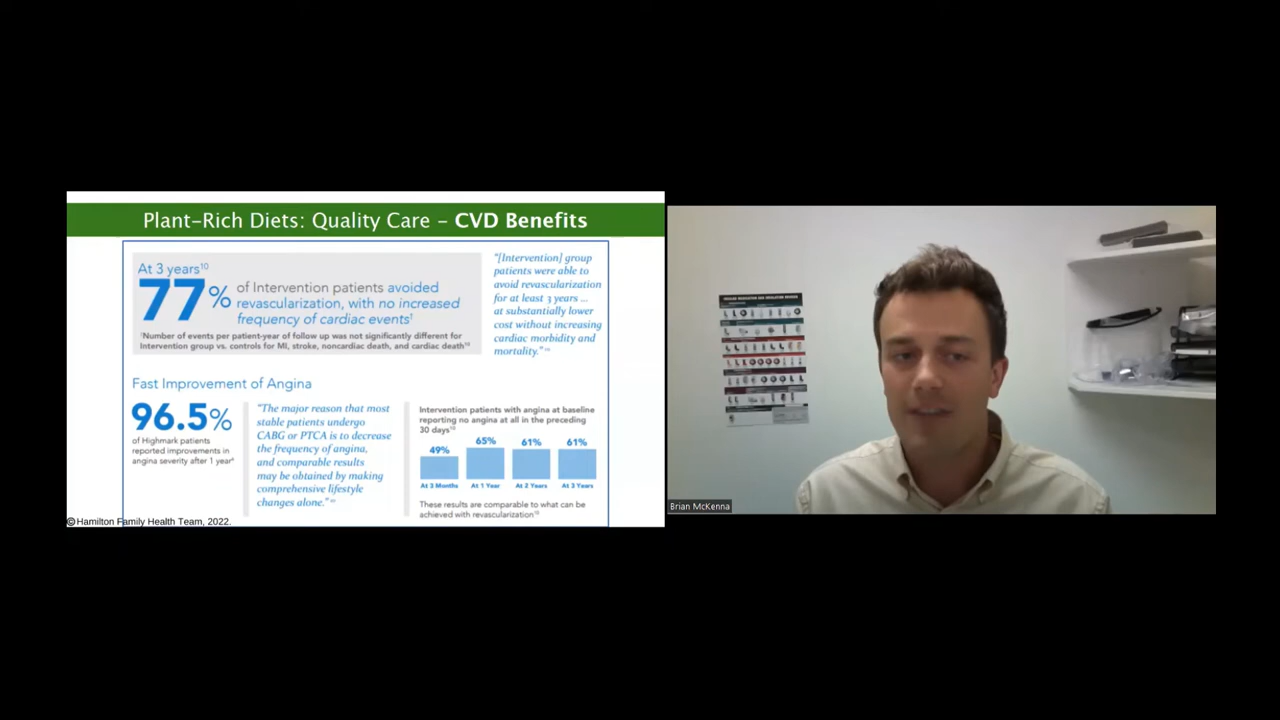 Plant-Rich Diets: Quality Care – CVD Benefits
At 3 years¹⁰
77%
of Intervention patients avoided
revascularization, with no increased
frequency of cardiac events†
†Number of events per patient-year of follow up was not significantly different for
Intervention group vs. controls for MI, stroke, noncardiac death, and cardiac death¹⁰
"[Intervention] group
patients were able to
avoid revascularization
for at least 3 years ...
at substantially lower
cost without increasing
cardiac morbidity and
mortality."
Fast Improvement of Angina
96.5%
of Highmark patients
reported improvements in
angina severity after 1 year
"The major reason that most
stable patients undergo
CABG or PTCA is to decrease
the frequency of angina,
and comparable results
may be obtained by making
comprehensive lifestyle
changes alone."
Intervention patients with angina at baseline
reporting no angina at all in the preceding
30 days¹⁰
49% 65% 61% 61%
At 3 Months At 1 Year At 2 Years At 3 Years
These results are comparable to what can be
achieved with revascularization¹⁰
©Hamilton Family Health Team, 2022.
Brian McKenna